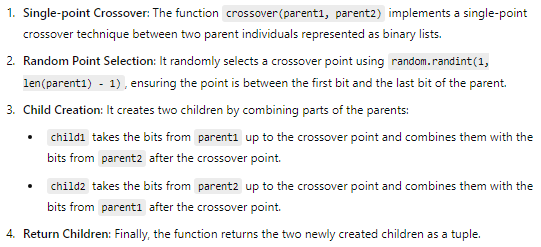 1. Single-point Crossover: The function crossover(parent1, parent2) implements a single-point
crossover technique between two parent individuals represented as binary lists.
2. Random Point Selection: It randomly selects a crossover point using random.randint(1,
len(parent1) - 1), ensuring the point is between the first bit and the last bit of the parent.
3. Child Creation: It creates two children by combining parts of the parents:
• child1 takes the bits from parent1 up to the crossover point and combines them with the
bits from parent2 after the crossover point.
• child2 takes the bits from parent2 up to the crossover point and combines them with the
bits from parent1 after the crossover point.
4. Return Children: Finally, the function returns the two newly created children as a tuple.